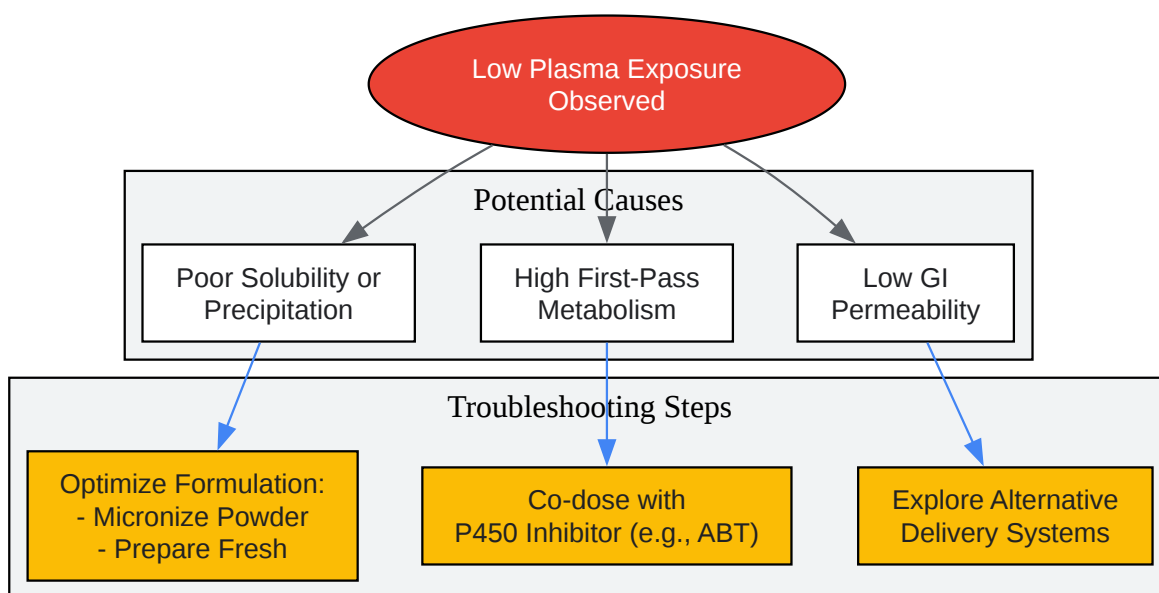 Low Plasma Exposure
Observed
Potential Causes
Poor Solubility or
Precipitation
High First-Pass
Metabolism
Low GI
Permeability
Troubleshooting Steps
Optimize Formulation:
- Micronize Powder
- Prepare Fresh
Co-dose with
P450 Inhibitor (e.g., ABT)
Explore Alternative
Delivery Systems